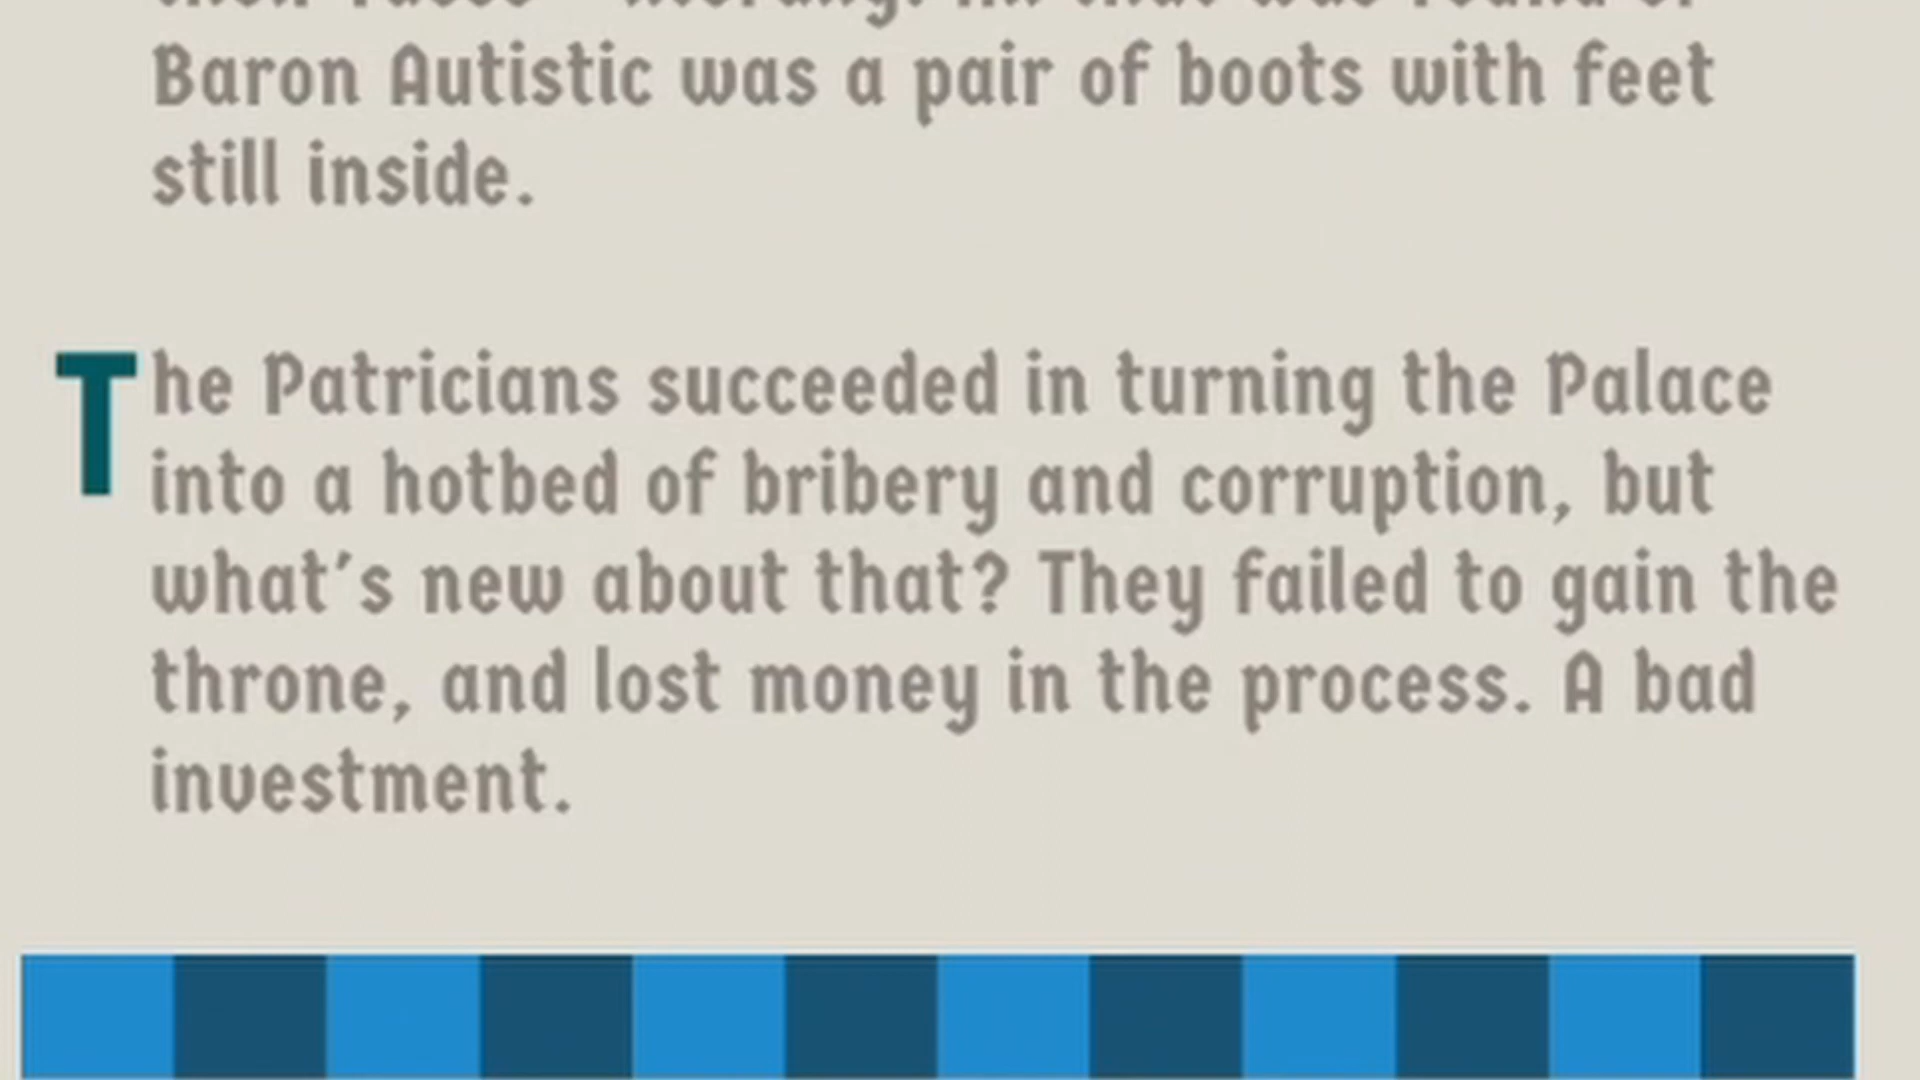 Baron Autistic was a pair of boots with feet
still inside.
The Patricians succeeded in turning the Palace
into a hotbed of bribery and corruption, but
what's new about that? They failed to gain the
throne, and lost money in the process. A bad
investment.